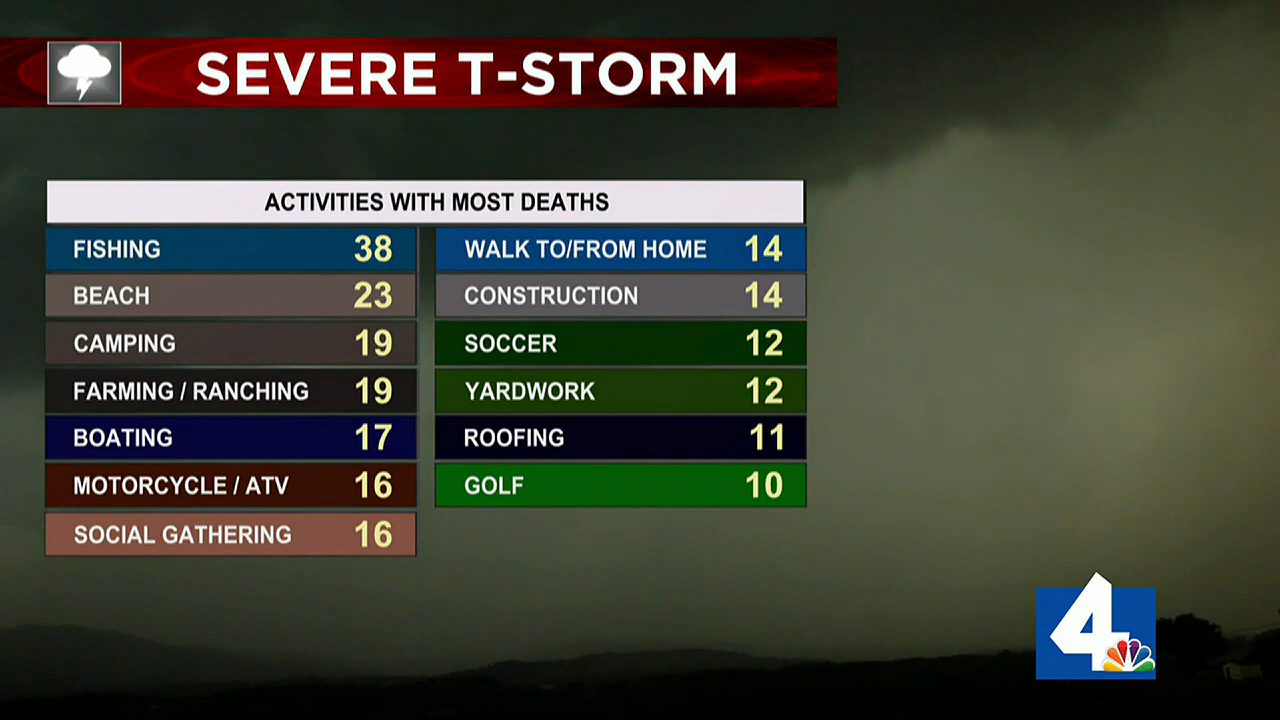 SEVERE T-STORM
ACTIVITIES WITH MOST DEATHS
FISHING 38
BEACH 23
CAMPING 19
FARMING / RANCHING 19
BOATING 17
MOTORCYCLE / ATV 16
SOCIAL GATHERING 16
WALK TO/FROM HOME 14
CONSTRUCTION 14
SOCCER 12
YARDWORK 12
ROOFING 11
GOLF 10
4